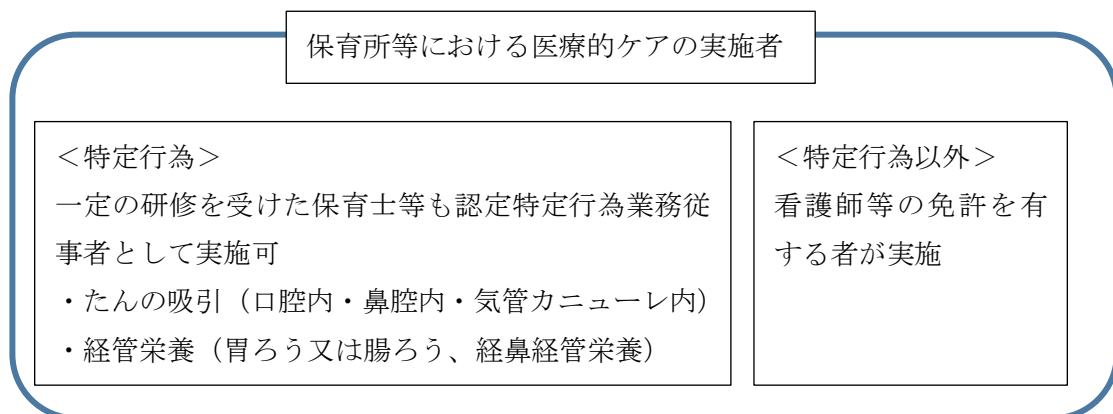 保育所等における医療的ケアの実施者
＜特定行為＞
一定の研修を受けた保育士等も認定特定行為業務従
事者として実施可
・たんの吸引（口腔内・鼻腔内・気管カニューレ内）
・経管栄養（胃ろう又は腸ろう、経鼻経管栄養）
＜特定行為以外＞
看護師等の免許を有
する者が実施